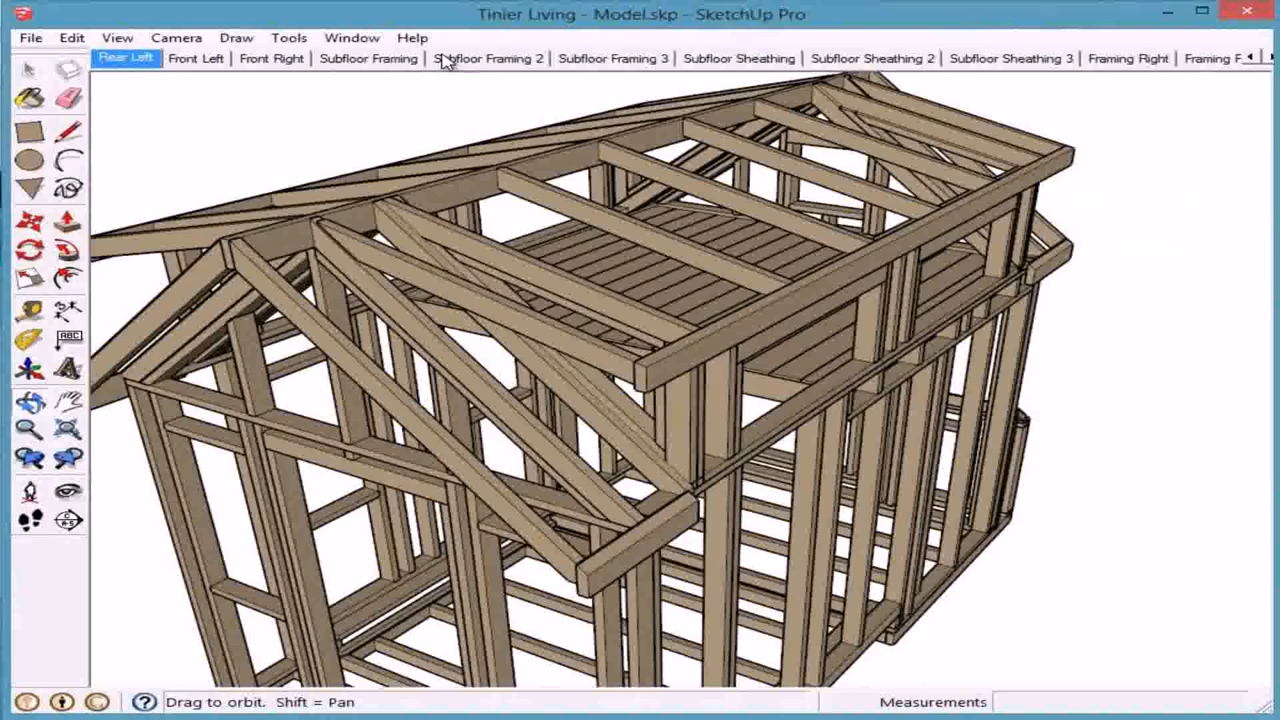 Tinier Living - Model.skp - SketchUp Pro
File Edit View Camera Draw Tools Window Help
Rear Left Front Left Front Right Subfloor Framing Subfloor Framing 2 Subfloor Framing 3 Subfloor Sheathing Subfloor Sheathing 2 Subfloor Sheathing 3 Framing Right Framing F
ABC
Drag to orbit. Shift = Pan Measurements